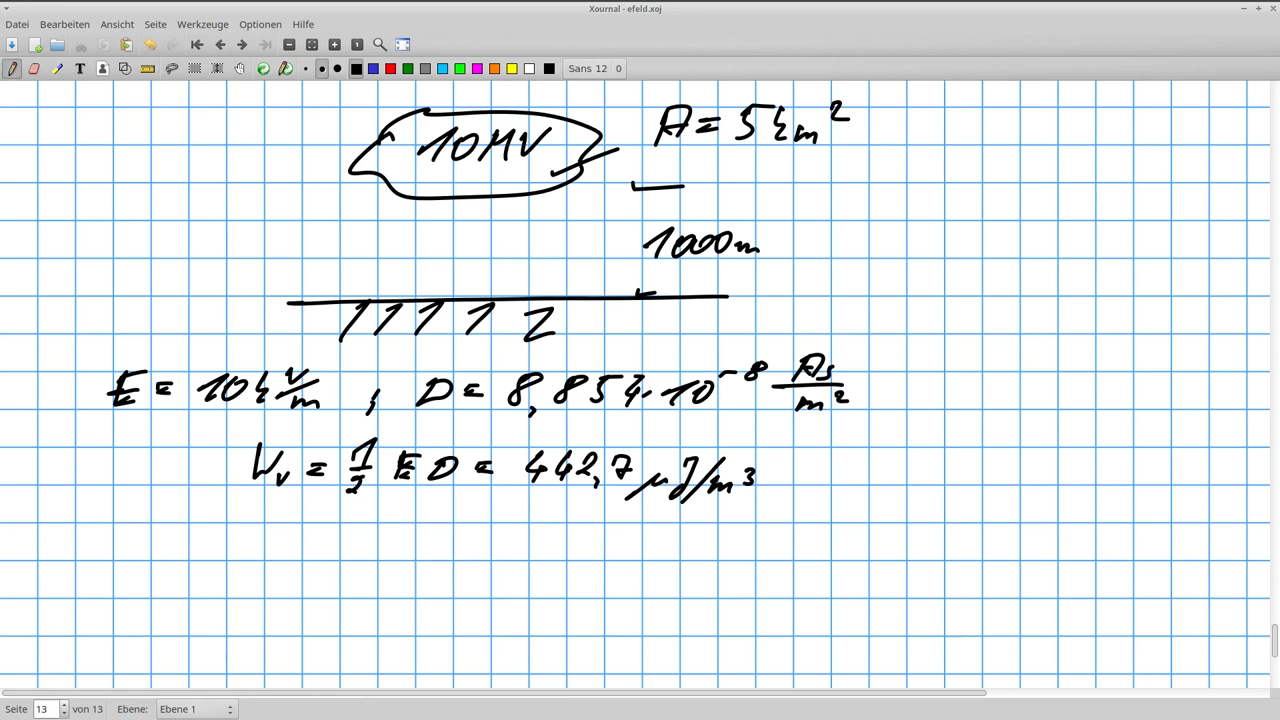 Xournal - efeld.xoj
Datei Bearbeiten Ansicht Seite Werkzeuge Optionen Hilfe
Sans 12 0
10MV A = 5km²
1000m
E = 10k V/m ; D = 8,854·10⁻⁸ As/m²
Wv = 1/2 E D = 442,7 µJ/m³
Seite 13 von 13 Ebene: Ebene 1